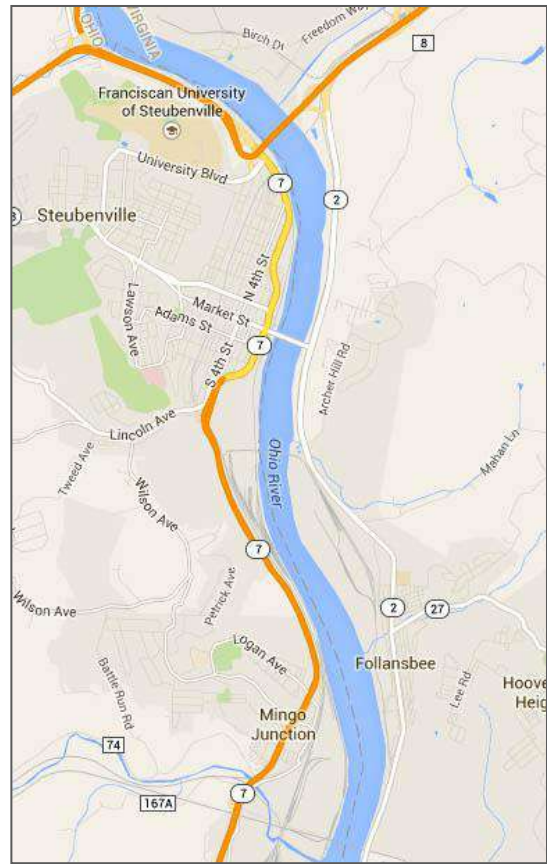 OHIO
VIRGINIA
Birch Dr
Freedom Way
8
Franciscan University
of Steubenville
University Blvd
7
2
Steubenville
N 4th St
Lawson Ave
Market St
Adams St
7
S 4th St
Archer Hill Rd
Lincoln Ave
Tweed Ave
Ohio River
Mahan Ln
Wilson Ave
7
Petrick Ave
Wilson Ave
2
27
Logan Ave
Follansbee
Battle Run Rd
Lee Rd
Hoove
Heig
Mingo
Junction
74
7
167A